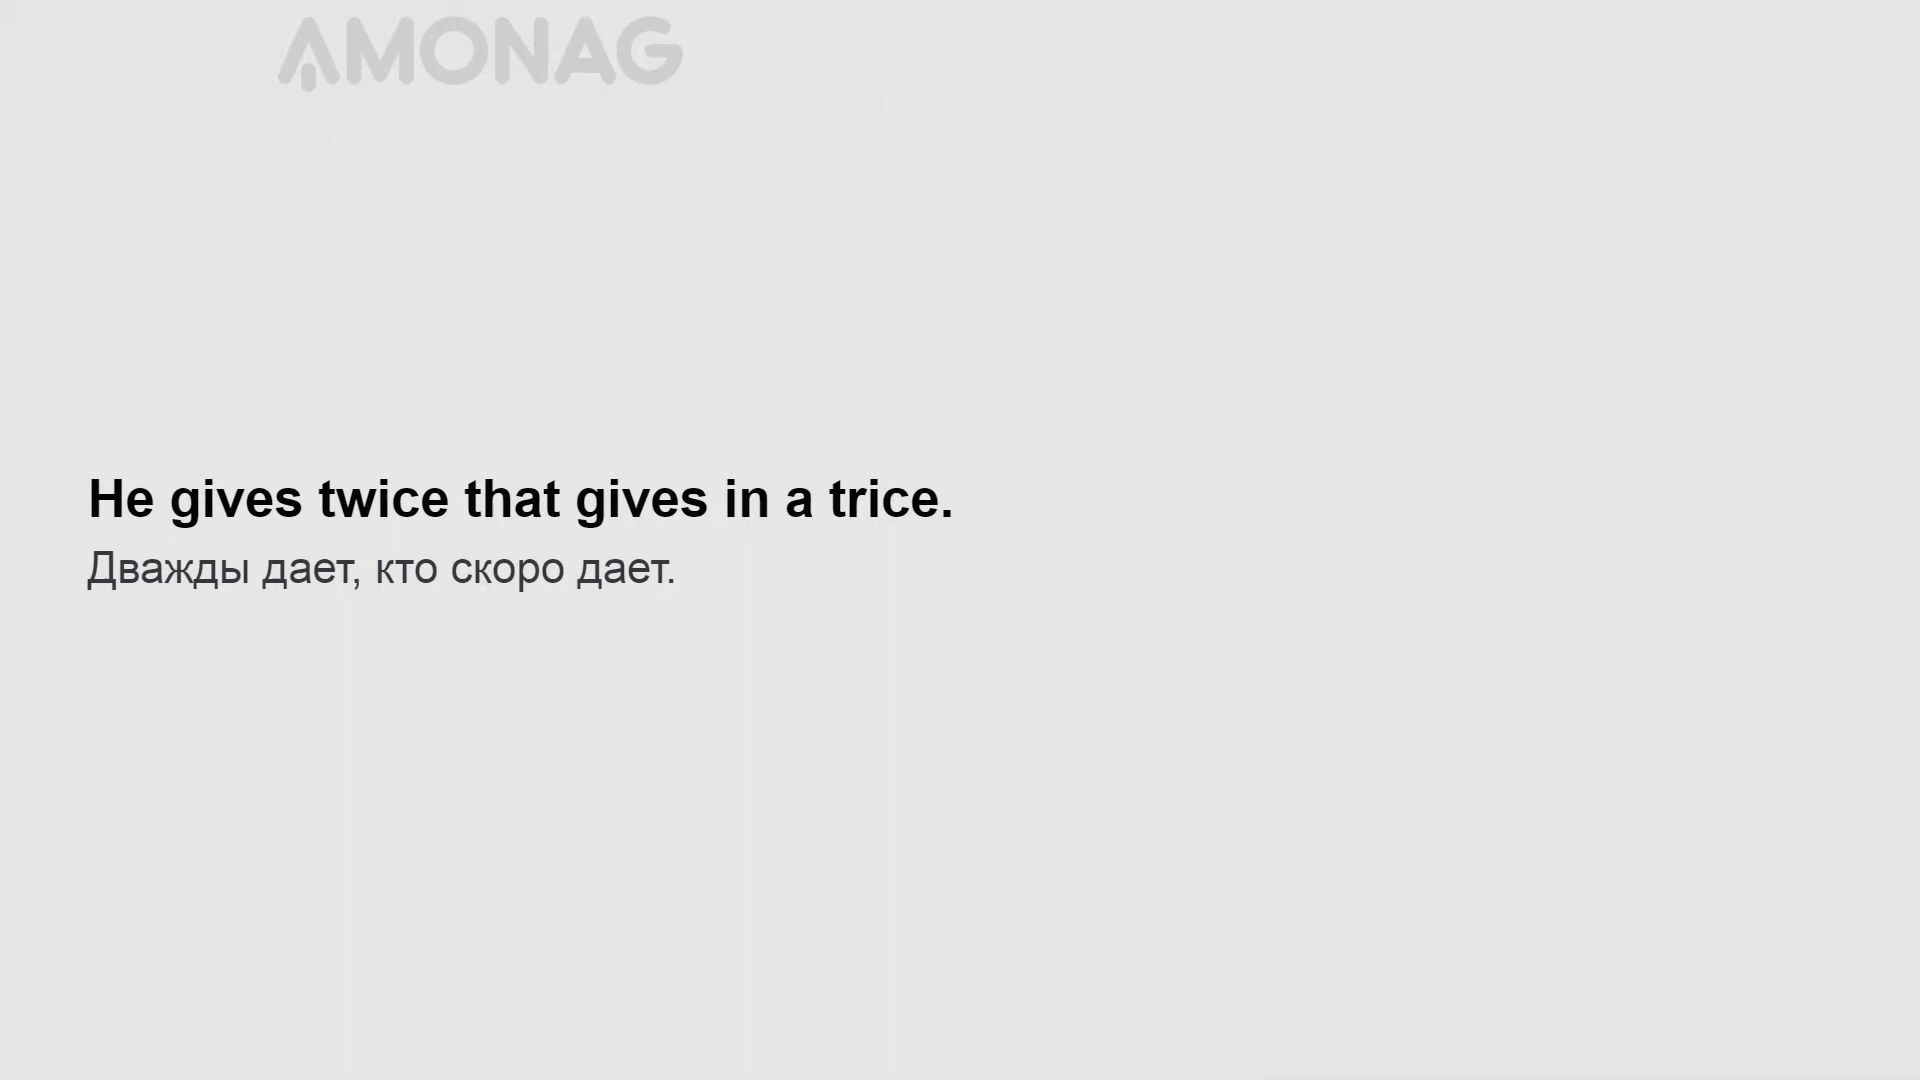 AMONAG
He gives twice that gives in a trice.
Дважды дает, кто скоро дает.